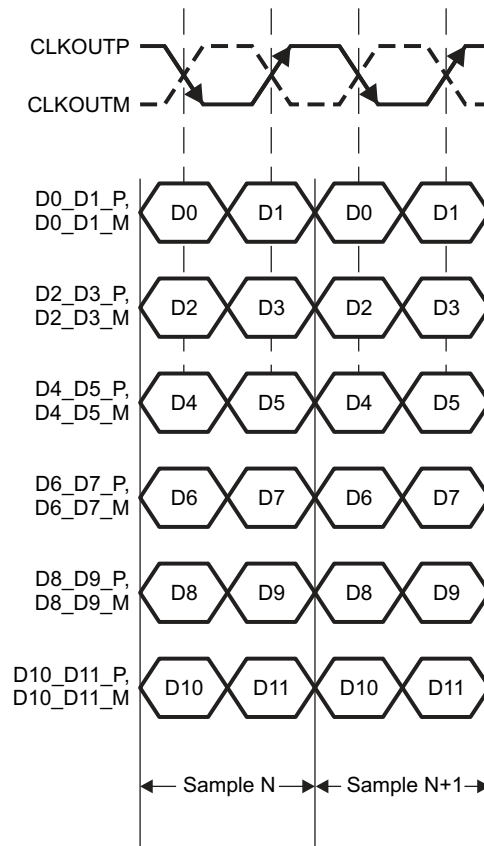 CLKOUTP
CLKOUTM
D0_D1_P,
D0_D1_M
D0 D1 D0 D1
D2_D3_P,
D2_D3_M
D2 D3 D2 D3
D4_D5_P,
D4_D5_M
D4 D5 D4 D5
D6_D7_P,
D6_D7_M
D6 D7 D6 D7
D8_D9_P,
D8_D9_M
D8 D9 D8 D9
D10_D11_P,
D10_D11_M
D10 D11 D10 D11
Sample N Sample N+1